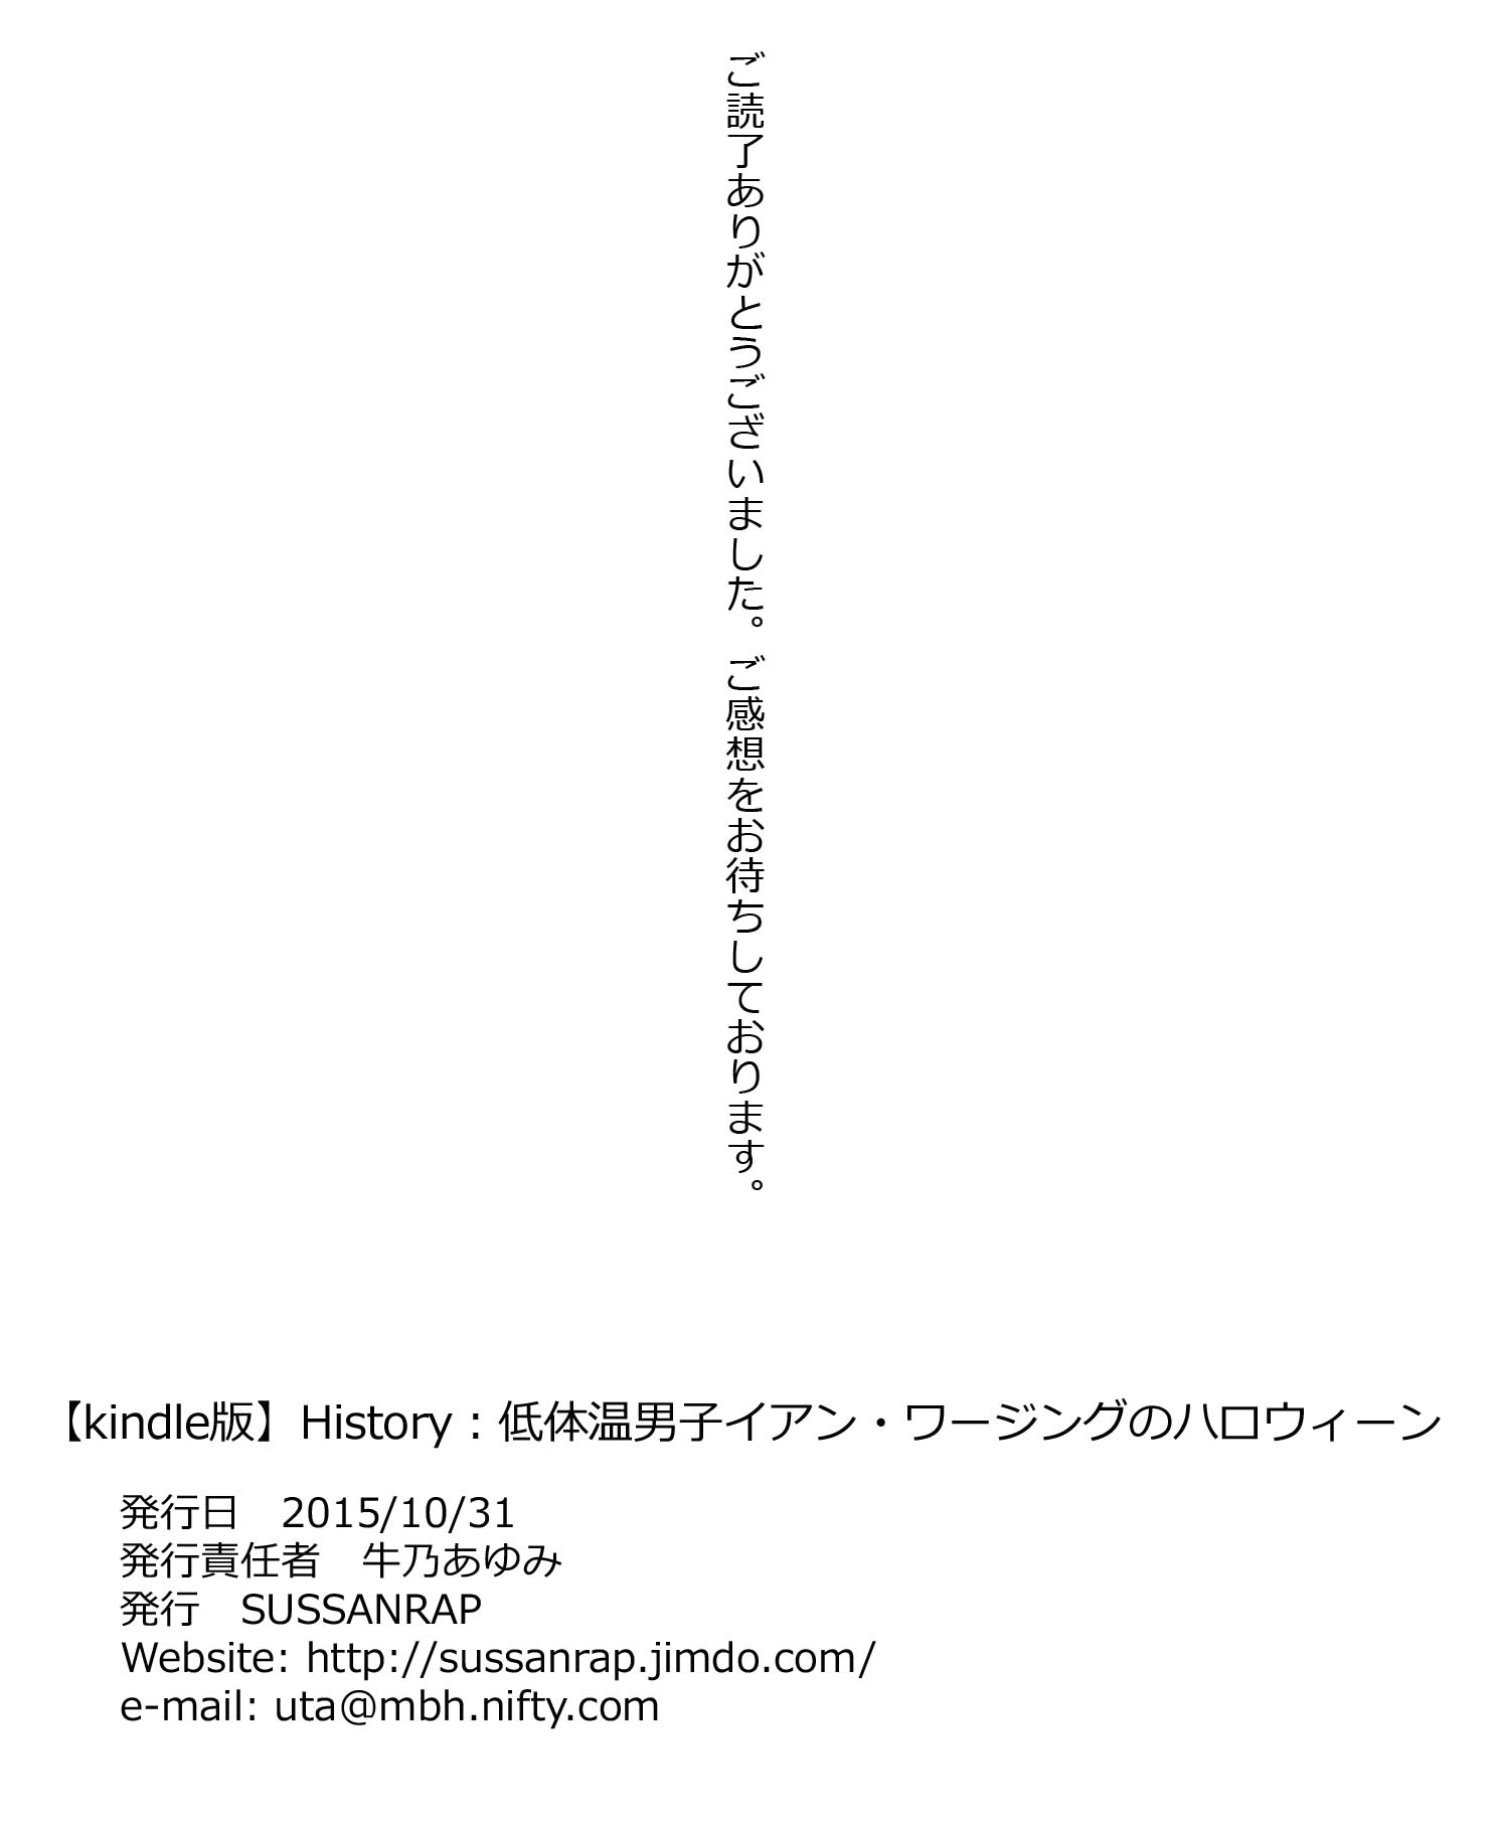 ご読了ありがとうございました。ご感想をお待ちしております。
【kindle版】History：低体温男子イアン・ワージングのハロウィーン
発行日　2015/10/31
発行責任者　牛乃あゆみ
発行　SUSSANRAP
Website: http://sussanrap.jimdo.com/
e-mail: uta@mbh.nifty.com